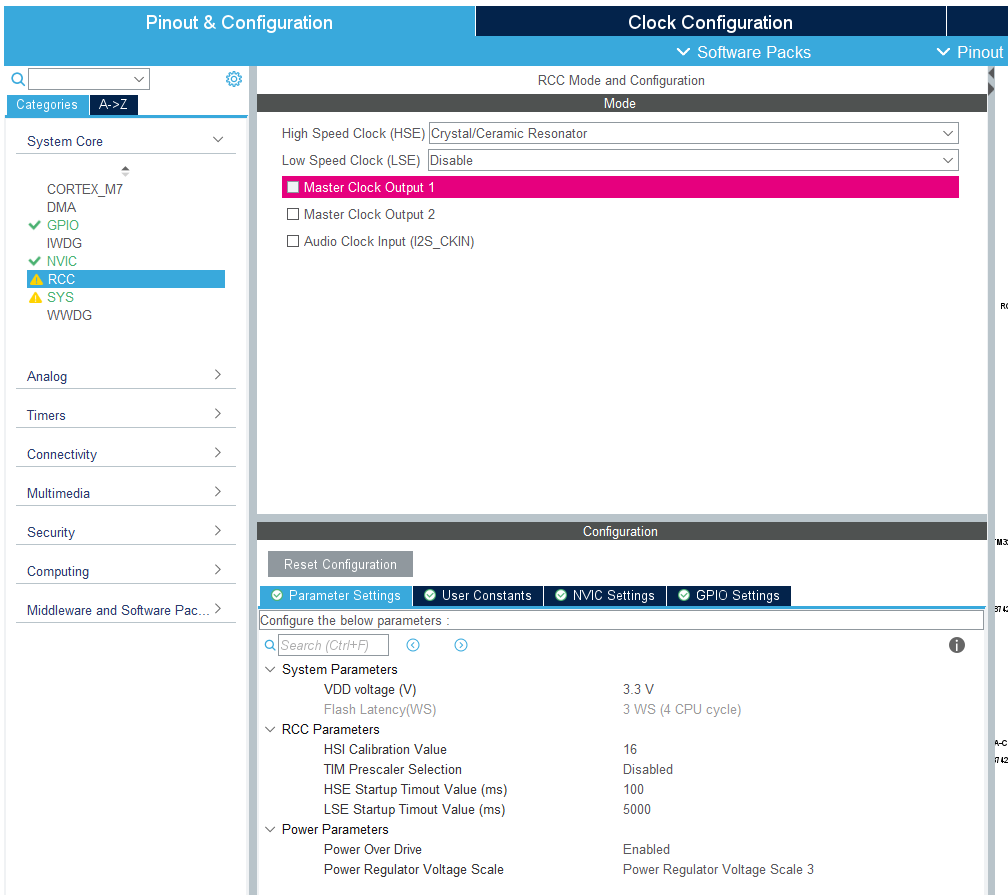 Pinout & Configuration
Clock Configuration
Software Packs
Pinout
Categories
A->Z
System Core
CORTEX_M7
DMA
GPIO
IWDG
NVIC
RCC
SYS
WWDG
Analog
Timers
Connectivity
Multimedia
Security
Computing
Middleware and Software Pac...
RCC Mode and Configuration
Mode
High Speed Clock (HSE) Crystal/Ceramic Resonator
Low Speed Clock (LSE) Disable
Master Clock Output 1
Master Clock Output 2
Audio Clock Input (I2S_CKIN)
Configuration
Reset Configuration
Parameter Settings
User Constants
NVIC Settings
GPIO Settings
Configure the below parameters :
Search (Ctrl+F)
System Parameters
VDD voltage (V) 3.3 V
Flash Latency(WS) 3 WS (4 CPU cycle)
RCC Parameters
HSI Calibration Value 16
TIM Prescaler Selection Disabled
HSE Startup Timout Value (ms) 100
LSE Startup Timout Value (ms) 5000
Power Parameters
Power Over Drive Enabled
Power Regulator Voltage Scale Power Regulator Voltage Scale 3